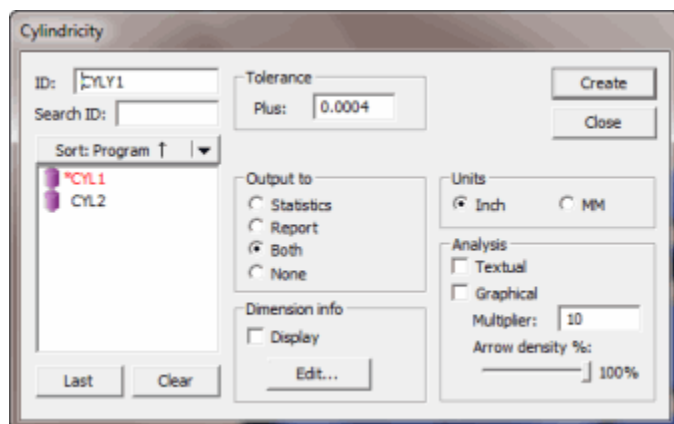 Cylindricity
ID: CYLY1
Search ID:
Sort: Program ↑
*CYL1
CYL2
Last
Clear
Tolerance
Plus: 0.0004
Output to
Statistics
Report
Both
None
Dimension info
Display
Edit...
Create
Close
Units
Inch
MM
Analysis
Textual
Graphical
Multiplier: 10
Arrow density %:
100%